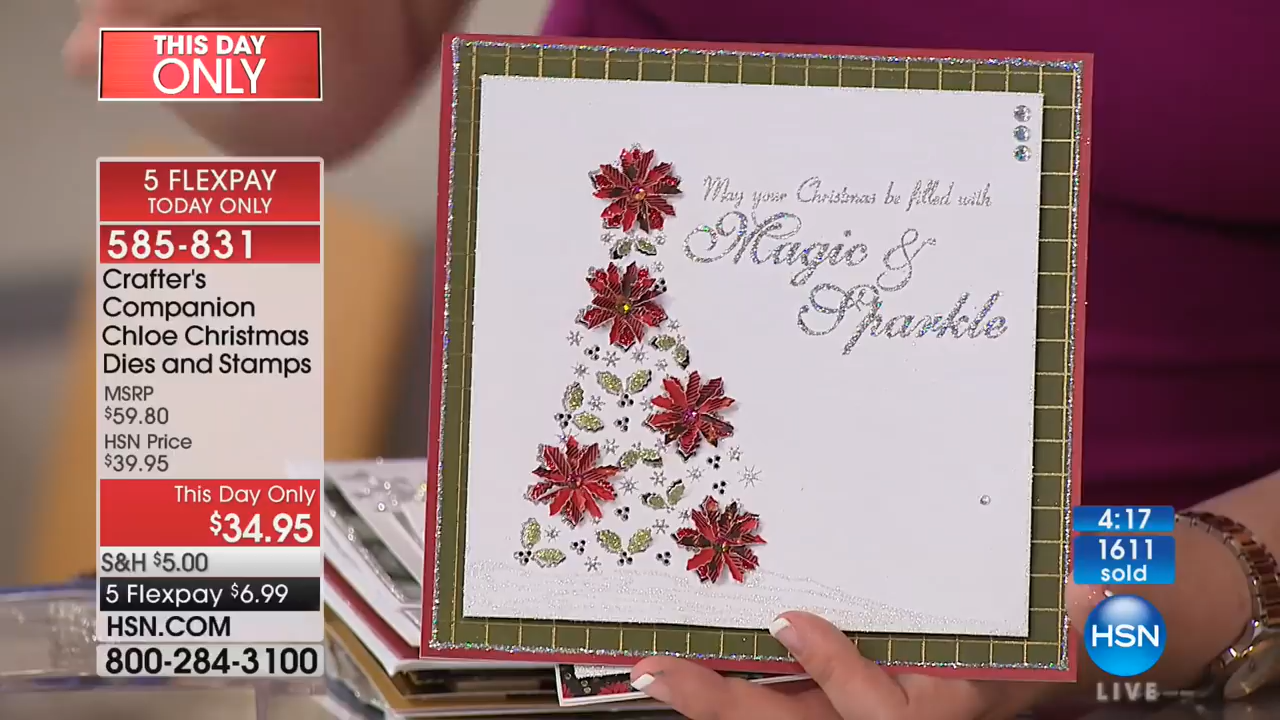 THIS DAY
ONLY
5 FLEXPAY
TODAY ONLY
585-831
Crafter's
Companion
Chloe Christmas
Dies and Stamps
MSRP
$59.80
HSN Price
$39.95
This Day Only
$34.95
S&H $5.00
5 Flexpay $6.99
HSN.COM
800-284-3100
May your Christmas be filled with
Magic &
Sparkle
4:17
1611
sold
HSN
LIVE